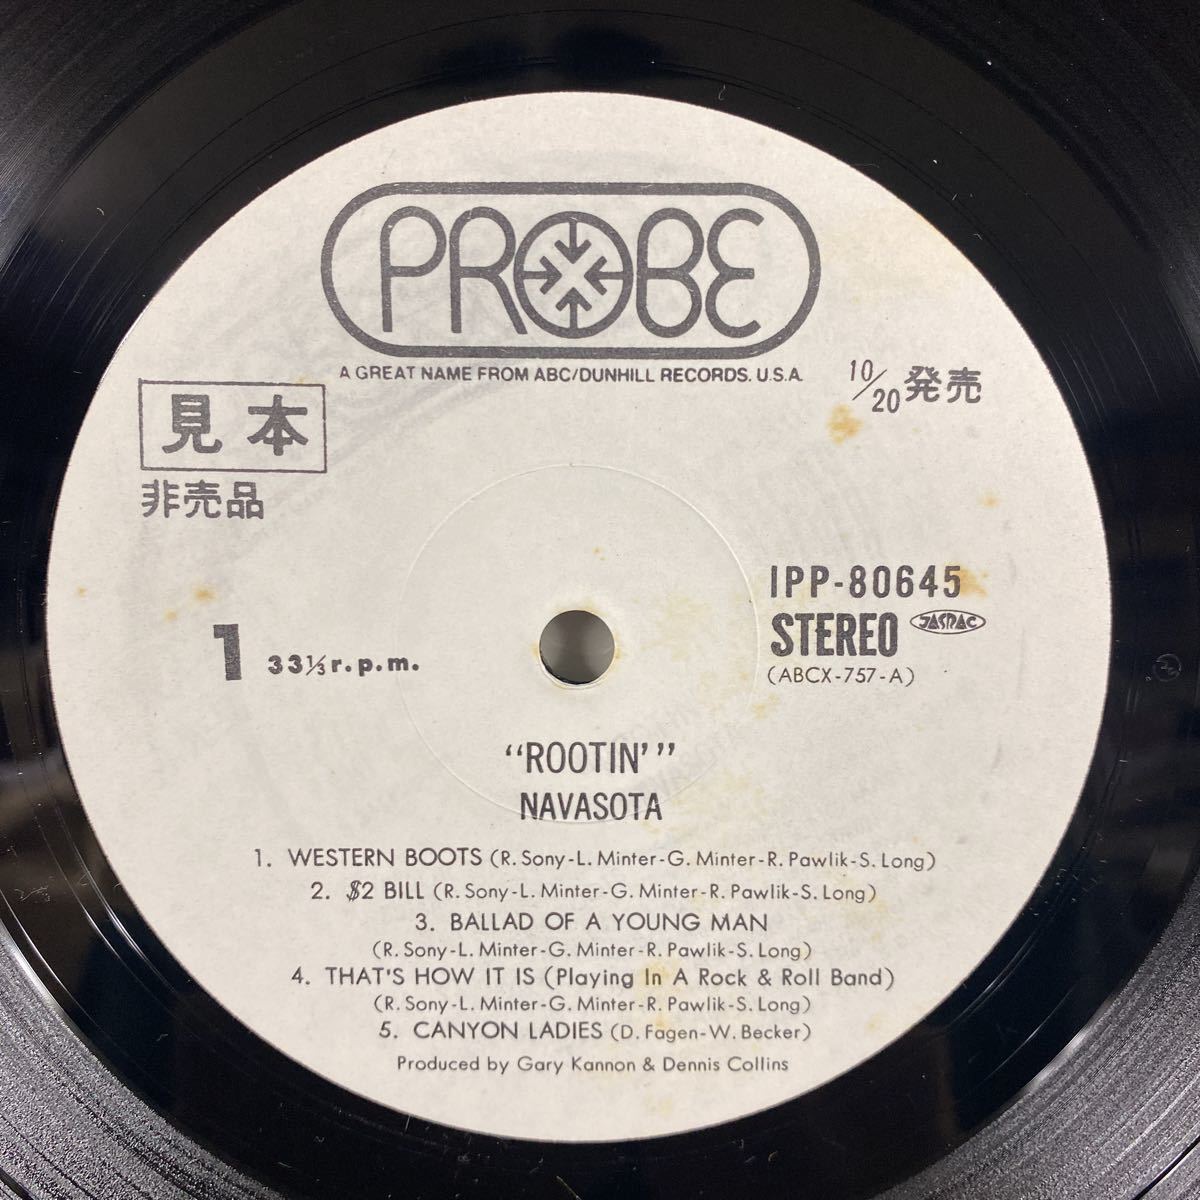 PROBE
A GREAT NAME FROM ABC/DUNHILL RECORDS. U.S.A.
10/20発売
見本
非売品
IPP-80645
STEREO JASRAC
(ABCX-757-A)
1 33⅓ r.p.m.
"ROOTIN'"
NAVASOTA
1. WESTERN BOOTS (R. Sony-L. Minter-G. Minter-R. Pawlik-S. Long)
2. $2 BILL (R. Sony-L. Minter-G. Minter-R. Pawlik-S. Long)
3. BALLAD OF A YOUNG MAN
(R. Sony-L. Minter-G. Minter-R. Pawlik-S. Long)
4. THAT'S HOW IT IS (Playing In A Rock & Roll Band)
(R. Sony-L. Minter-G. Minter-R. Pawlik-S. Long)
5. CANYON LADIES (D. Fagen-W. Becker)
Produced by Gary Kannon & Dennis Collins